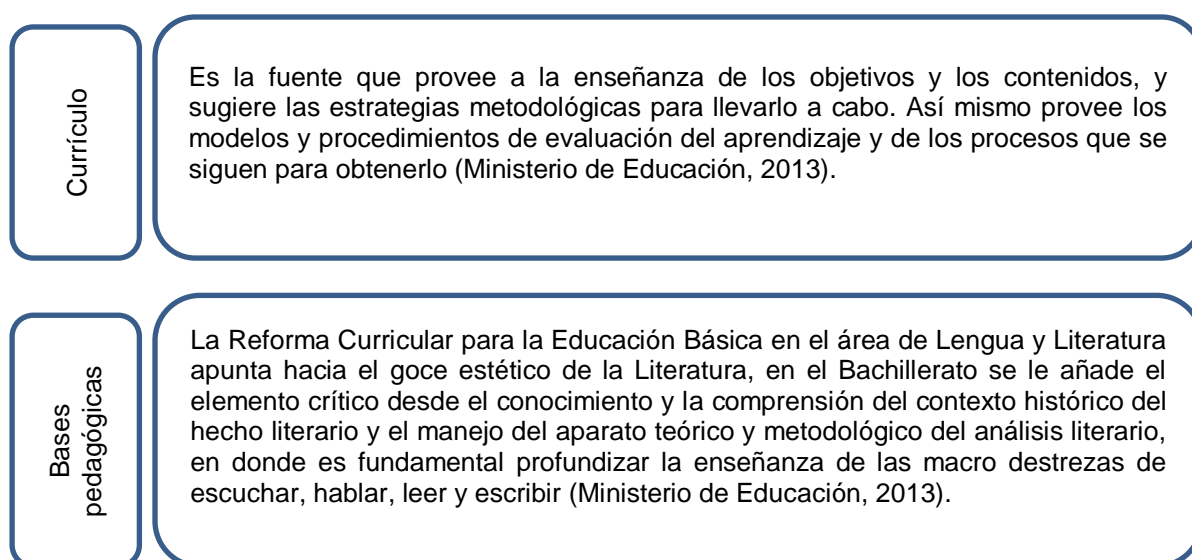 Currículo
Es la fuente que provee a la enseñanza de los objetivos y los contenidos, y
sugiere las estrategias metodológicas para llevarlo a cabo. Así mismo provee los
modelos y procedimientos de evaluación del aprendizaje y de los procesos que se
siguen para obtenerlo (Ministerio de Educación, 2013).
Bases
pedagógicas
La Reforma Curricular para la Educación Básica en el área de Lengua y Literatura
apunta hacia el goce estético de la Literatura, en el Bachillerato se le añade el
elemento crítico desde el conocimiento y la comprensión del contexto histórico del
hecho literario y el manejo del aparato teórico y metodológico del análisis literario,
en donde es fundamental profundizar la enseñanza de las macro destrezas de
escuchar, hablar, leer y escribir (Ministerio de Educación, 2013).